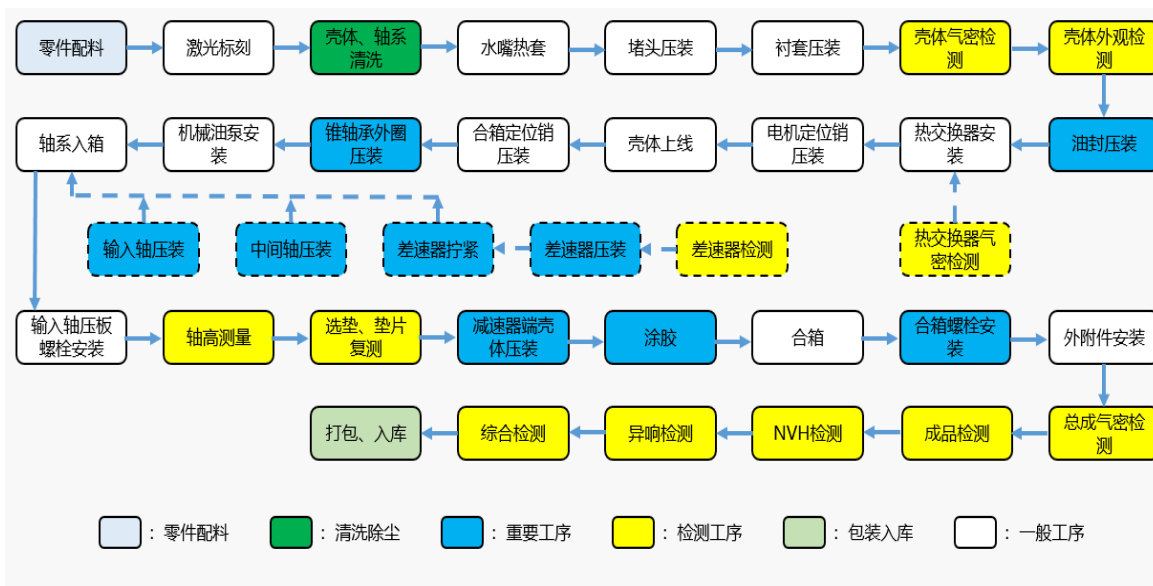 零件配料
激光标刻
壳体、轴系
清洗
水嘴热套
堵头压装
衬套压装
壳体气密检
测
壳体外观检
测
轴系入箱
机械油泵安
装
锥轴承外圈
压装
合箱定位销
压装
壳体上线
电机定位销
压装
热交换器安
装
油封压装
输入轴压装
中间轴压装
差速器拧紧
差速器压装
差速器检测
热交换器气
密检测
输入轴压板
螺栓安装
轴高测量
选垫、垫片
复测
减速器端壳
体压装
涂胶
合箱
合箱螺栓安
装
外附件安装
打包、入库
综合检测
异响检测
NVH检测
成品检测
总成气密检
测
：零件配料
：清洗除尘
：重要工序
：检测工序
：包装入库
：一般工序